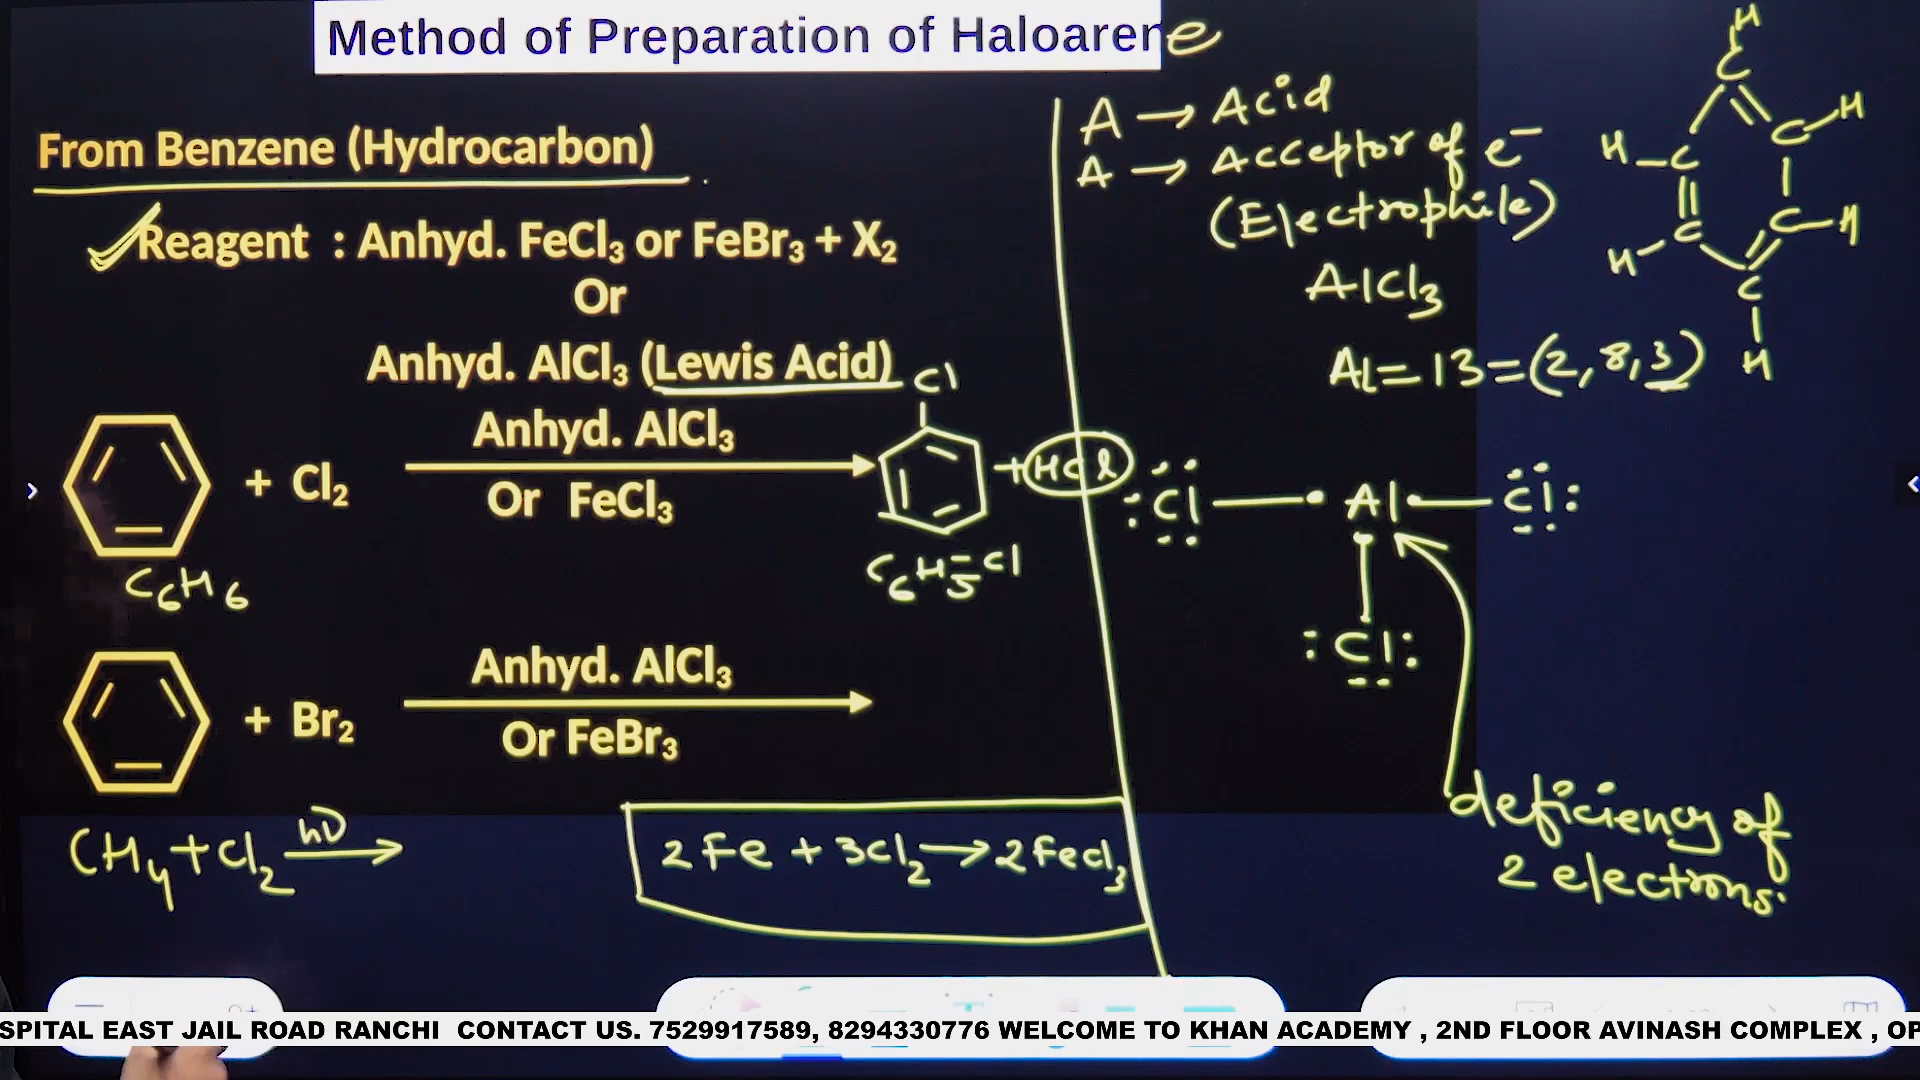 Method of Preparation of Haloarene
From Benzene (Hydrocarbon)
Reagent : Anhyd. FeCl₃ or FeBr₃ + X₂
Or
Anhyd. AlCl₃ (Lewis Acid)
Anhyd. AlCl₃
+ Cl₂
Or FeCl₃
Cl
+ HCl
C₆H₆
C₆H₅-Cl
Anhyd. AlCl₃
+ Br₂
Or FeBr₃
CH₄ + Cl₂ hν
2Fe + 3Cl₂ → 2FeCl₃
A → Acid
A → Acceptor of e⁻
(Electrophile)
AlCl₃
Al = 13 = (2, 8, 3)
H
C
C H
H C
C H
H C
C
H
Cl Al Cl
Cl
deficiency of
2 electrons.
SPITAL EAST JAIL ROAD RANCHI CONTACT US. 7529917589, 8294330776 WELCOME TO KHAN ACADEMY , 2ND FLOOR AVINASH COMPLEX , OP